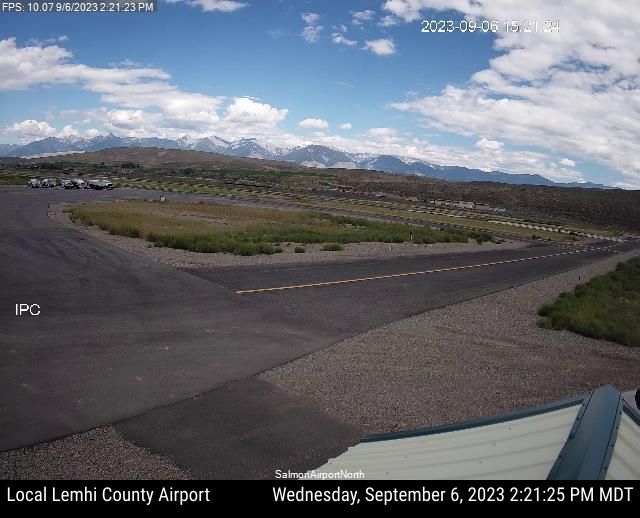 FPS: 10.07 9/6/2023 2:21:23 PM
2023-09-06 15:21:24
IPC
SalmonAirportNorth
Local Lemhi County Airport Wednesday, September 6, 2023 2:21:25 PM MDT